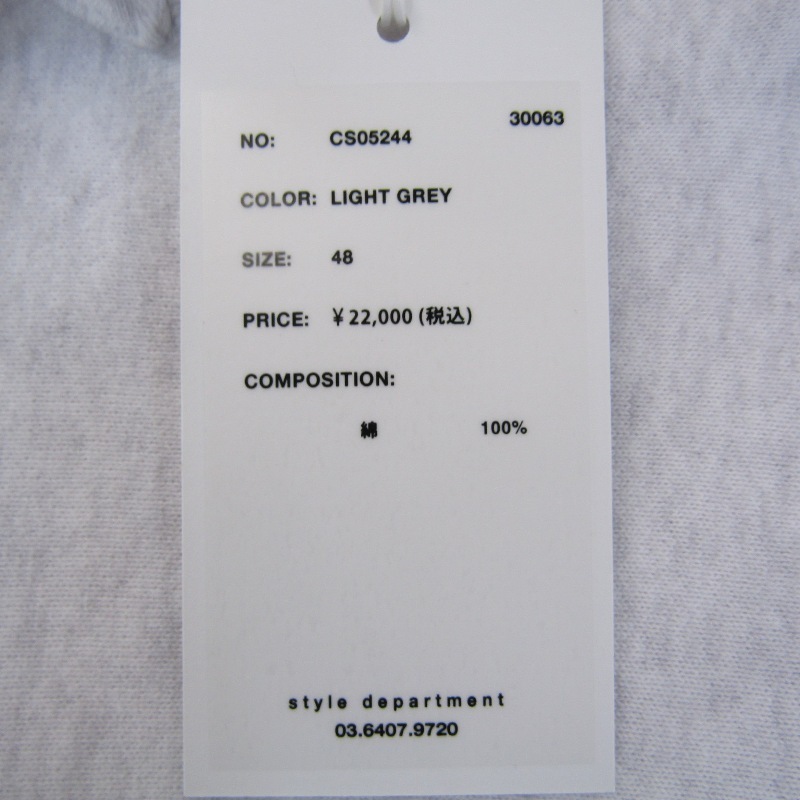 30063
NO: CS05244
COLOR: LIGHT GREY
SIZE: 48
PRICE: ¥22,000 (税込)
COMPOSITION:
綿 100%
style department
03.6407.9720